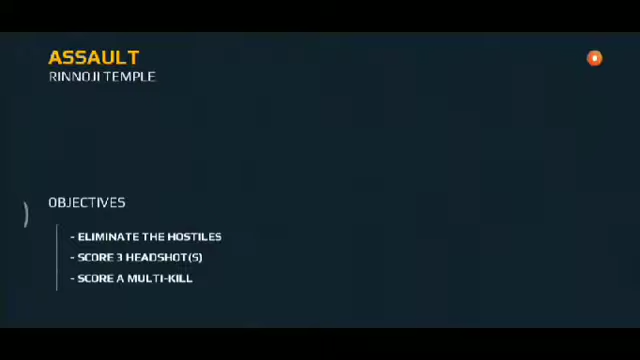 ASSAULT
RINNOJI TEMPLE
OBJECTIVES
- ELIMINATE THE HOSTILES
- SCORE 3 HEADSHOT(S)
- SCORE A MULTI-KILL